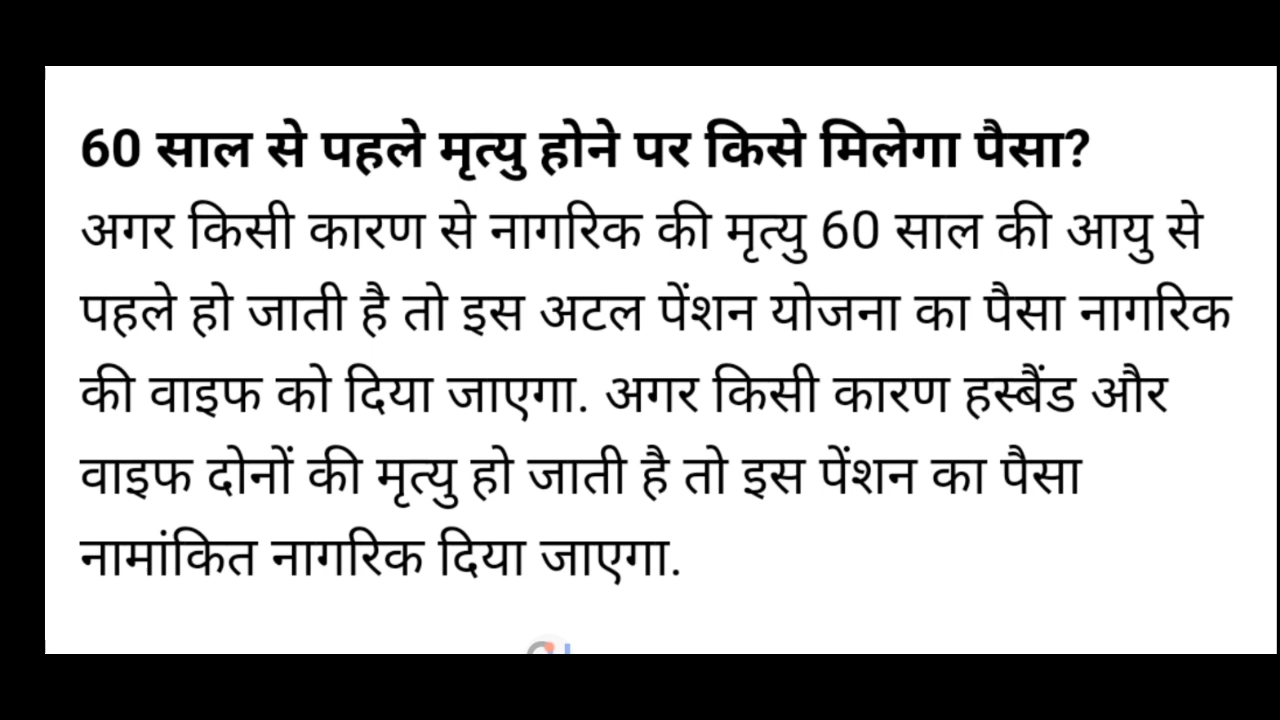 60 साल से पहले मृत्यु होने पर किसे मिलेगा पैसा?
अगर किसी कारण से नागरिक की मृत्यु 60 साल की आयु से
पहले हो जाती है तो इस अटल पेंशन योजना का पैसा नागरिक
की वाइफ को दिया जाएगा. अगर किसी कारण हस्बैंड और
वाइफ दोनों की मृत्यु हो जाती है तो इस पेंशन का पैसा
नामांकित नागरिक दिया जाएगा.